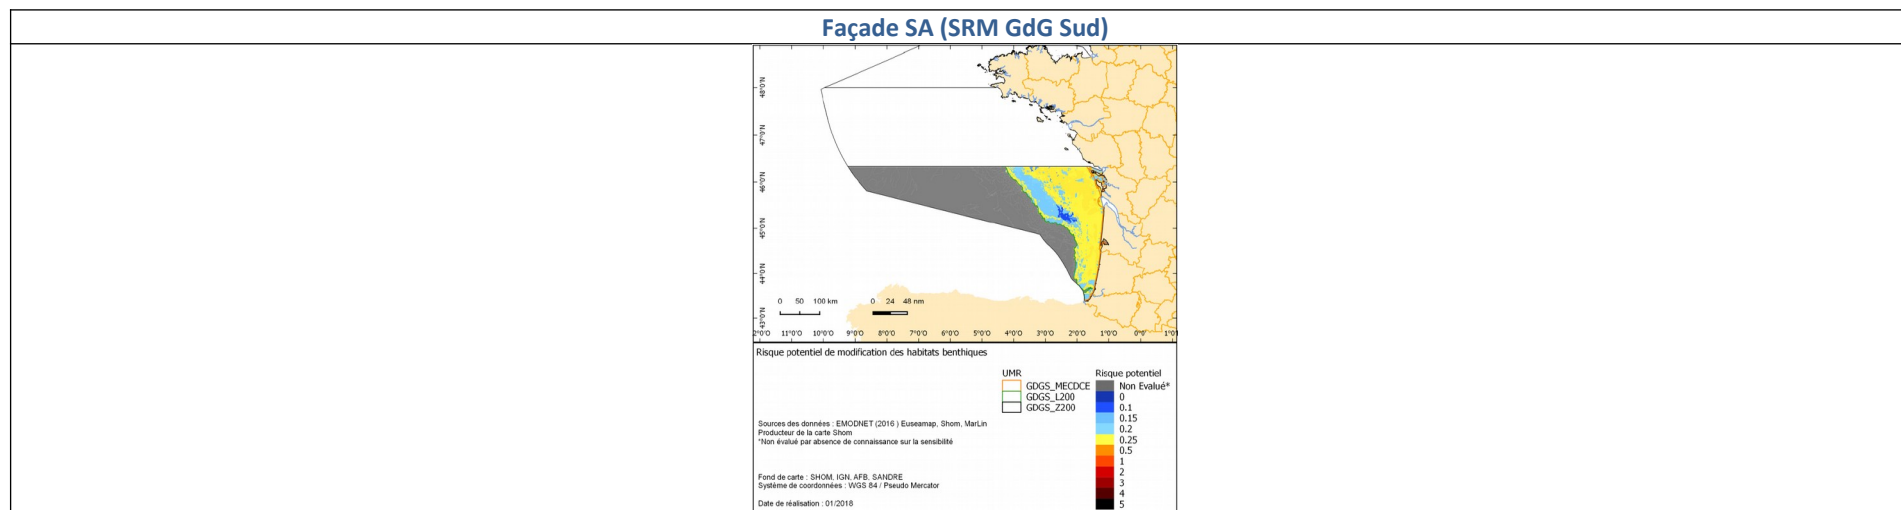 Façade SA (SRM GdG Sud)
48°0'N
47°0'N
46°0'N
45°0'N
44°0'N
43°0'N
0 50 100 km
0 24 48 nm
2°0'O 11°0'O 10°0'O 9°0'O 8°0'O 7°0'O 6°0'O 5°0'O 4°0'O 3°0'O 2°0'O 1°0'O 0°0'O 1°0'
Risque potentiel de modification des habitats benthiques
UMR
GDGS_MECDCE
GDGS_L200
GDGS_Z200
Risque potentiel
Non Evalué*
0
0.1
0.15
0.2
0.25
0.5
1
2
3
4
5
Sources des données : EMODNET (2016 ) Euseamap, Shom, MarLin
Producteur de la carte Shom
*Non évalué par absence de connaissance sur la sensibilité
Fond de carte : SHOM, IGN, AFB, SANDRE
Système de coordonnées : WGS 84 / Pseudo Mercator
Date de réalisation : 01/2018